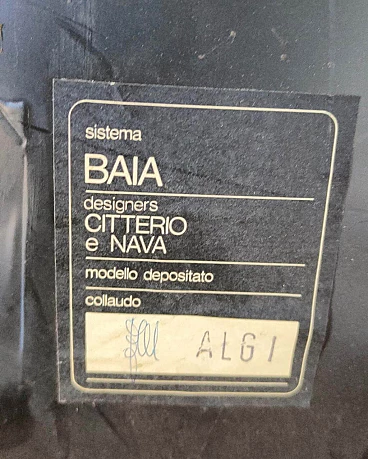 sistema
BAIA
designers
CITTERIO
e NAVA
modello depositato
collaudo
ALGI